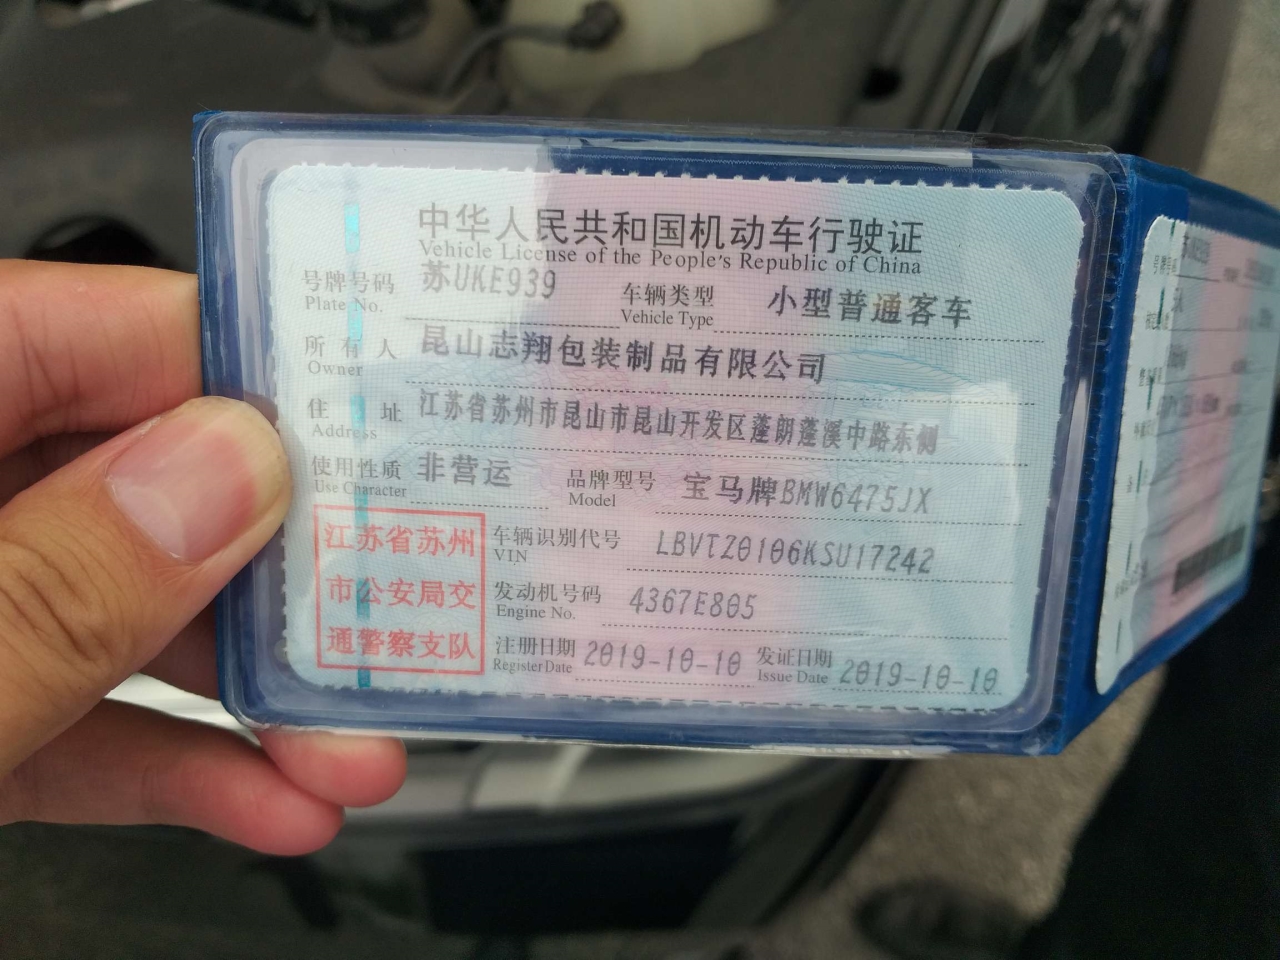 中华人民共和国机动车行驶证
Vehicle License of the People's Republic of China
号牌号码 苏UKE939 车辆类型 小型普通客车
Plate No. Vehicle Type
所有人 昆山志翔包装制品有限公司
Owner
住址 江苏省苏州市昆山市昆山开发区蓬朗蓬溪中路东侧
Address
使用性质 非营运 品牌型号 宝马牌BMW6475JX
Use Character Model
江苏省苏州
市公安局交
通警察支队
车辆识别代号 LBVTZ0106KSU17242
VIN
发动机号码 4367E805
Engine No.
注册日期 2019-10-10 发证日期 2019-10-10
Register Date Issue Date
号牌号码